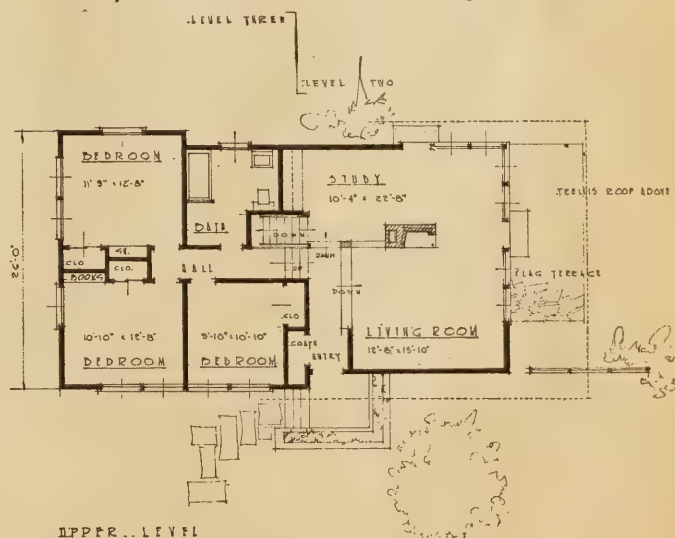 LEVEL THREE
LEVEL TWO
BEDROOM
11'9" x 12'-8"
BATH
STUDY
10'-4" x 22'-8"
TRELLIS ROOF ABOVE
DOWN
DOWN
UP
DOWN
CLO
CLO.
BOOKS
HALL
26'0"
FLAG TERRACE
CLO
LIVING ROOM
12'-8" x 15'-10"
10'-10" x 12'-8"
BEDROOM
9'-10" x 10'-10"
BEDROOM
COATS
ENTRY
UPPER.. LEVEL